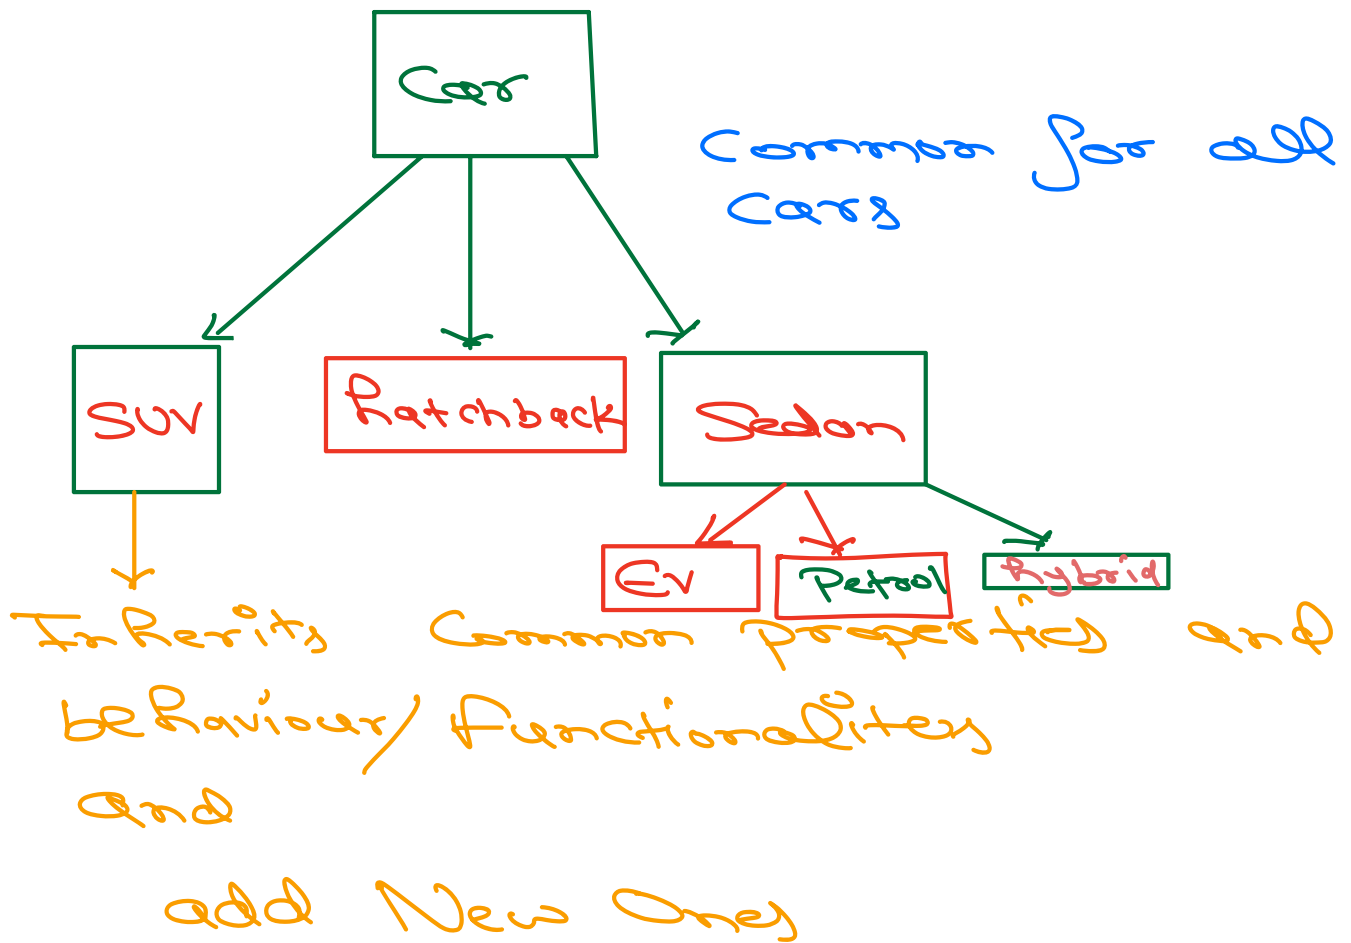 Car
Common for all
cars
SUV
Hatchback
Sedan
EV
Petrol
Hybrid
Inherits Common properties and
behaviour/Functionalites
and
add New Ones